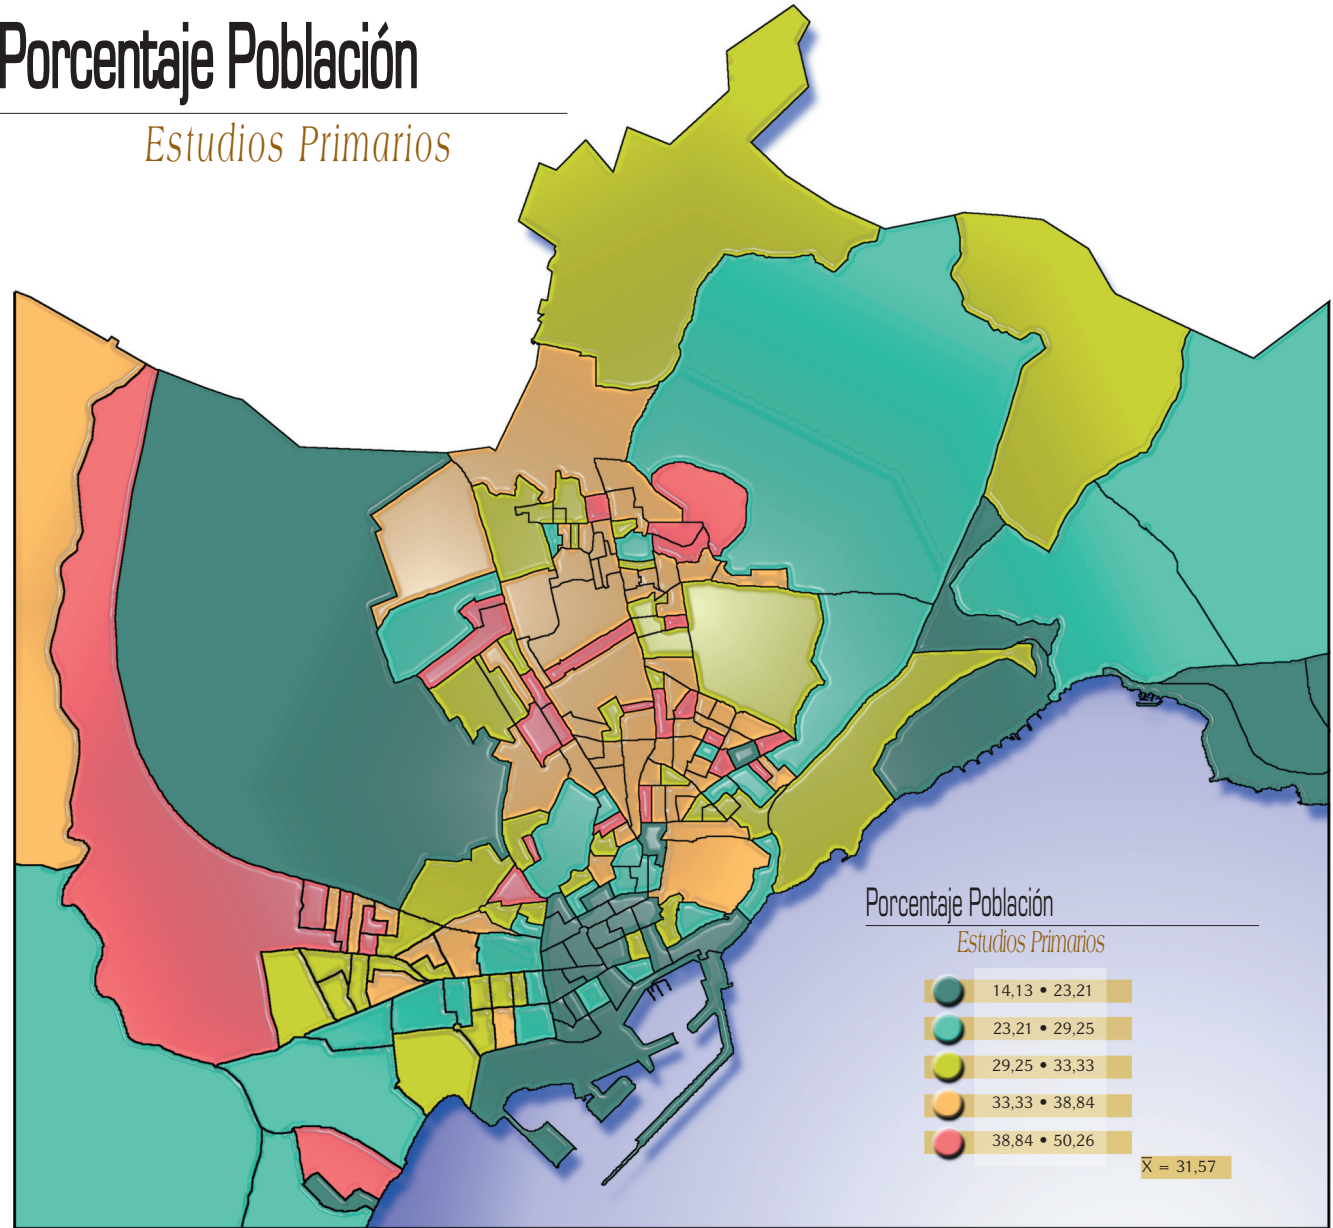 Porcentaje Población
Estudios Primarios
Porcentaje Población
Estudios Primarios
14,13 • 23,21
23,21 • 29,25
29,25 • 33,33
33,33 • 38,84
38,84 • 50,26
X̅ = 31,57